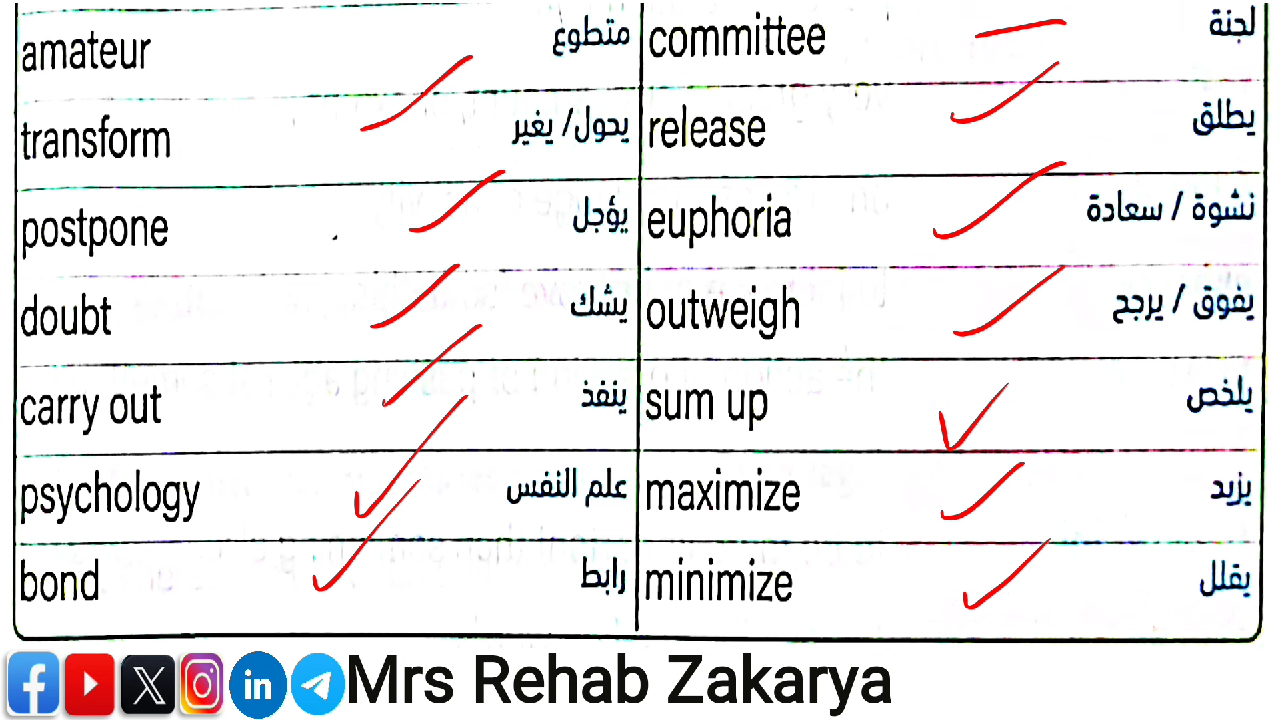 amateur متطوع committee لجنة
transform يحول/ يغير release يطلق
postpone يؤجل euphoria نشوة / سعادة
doubt يشك outweigh يفوق / يرجح
carry out ينفذ sum up يلخص
psychology علم النفس maximize يزيد
bond رابط minimize يقلل
Mrs Rehab Zakarya